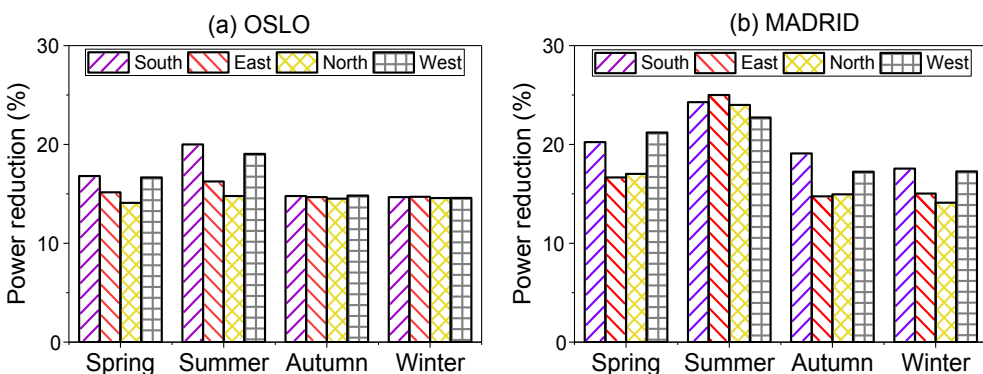 (a) OSLO
30
20
10
0
Power reduction (%)
South East North West
Spring Summer Autumn Winter
(b) MADRID
30
20
10
0
Power reduction (%)
South East North West
Spring Summer Autumn Winter